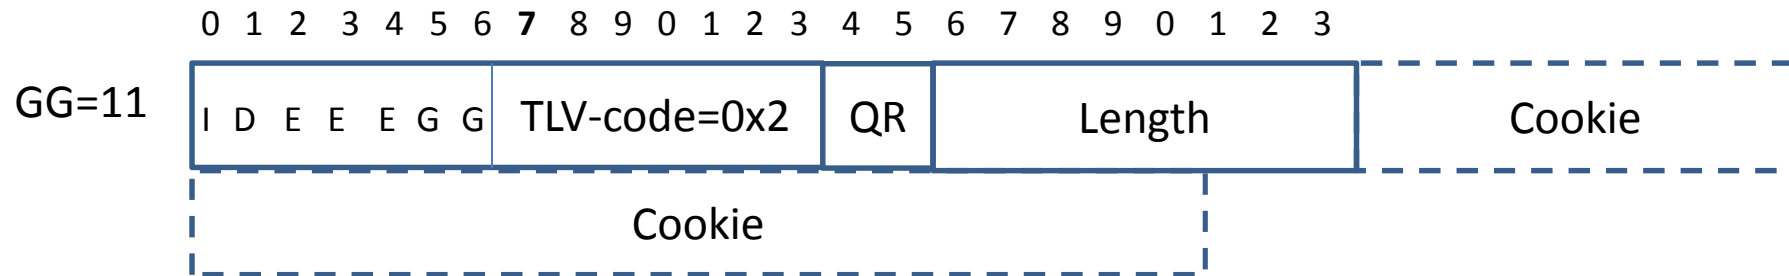 0 1 2 3 4 5 6 7 8 9 0 1 2 3 4 5 6 7 8 9 0 1 2 3
GG=11 I D E E E G G TLV-code=0x2 QR Length Cookie
Cookie